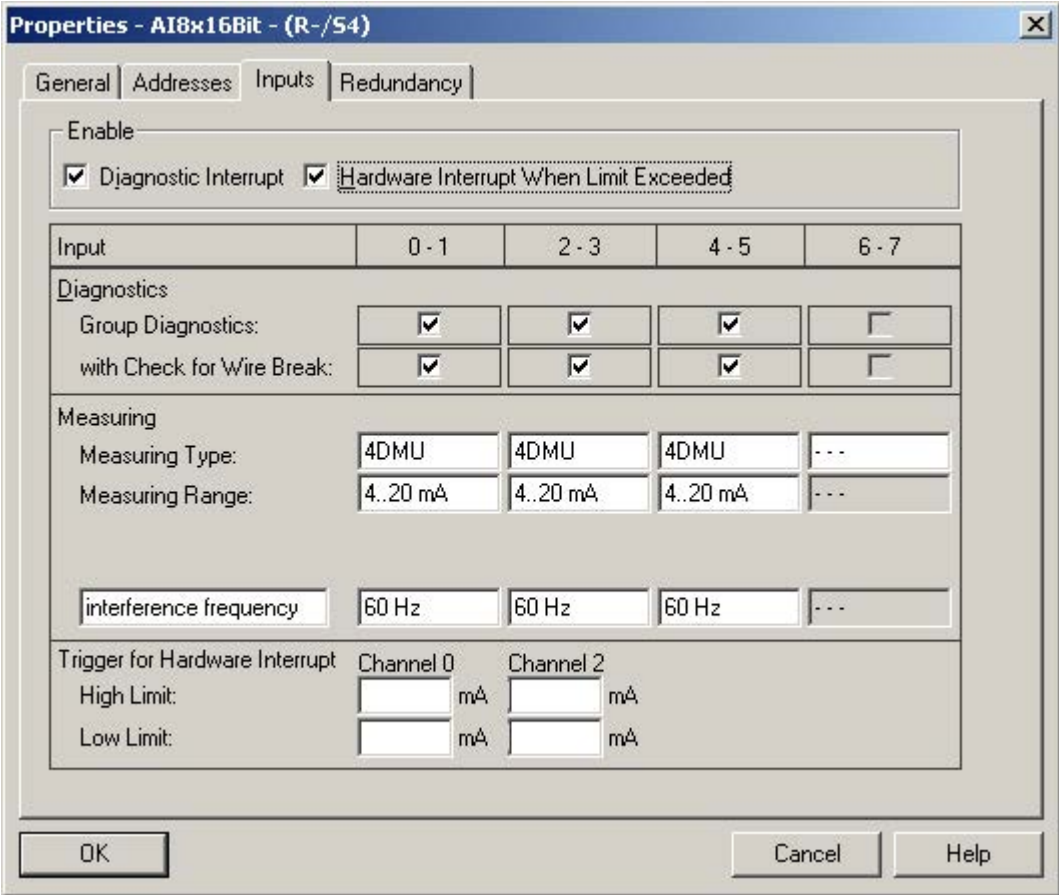 Properties - AI8x16Bit - (R-/S4)
General Addresses Inputs Redundancy
Enable
Diagnostic Interrupt Hardware Interrupt When Limit Exceeded
Input 0 - 1 2 - 3 4 - 5 6 - 7
Diagnostics
Group Diagnostics:
with Check for Wire Break:
Measuring
Measuring Type: 4DMU 4DMU 4DMU - - -
Measuring Range: 4..20 mA 4..20 mA 4..20 mA - - -
interference frequency 60 Hz 60 Hz 60 Hz - - -
Trigger for Hardware Interrupt Channel 0 Channel 2
High Limit: mA mA
Low Limit: mA mA
OK Cancel Help